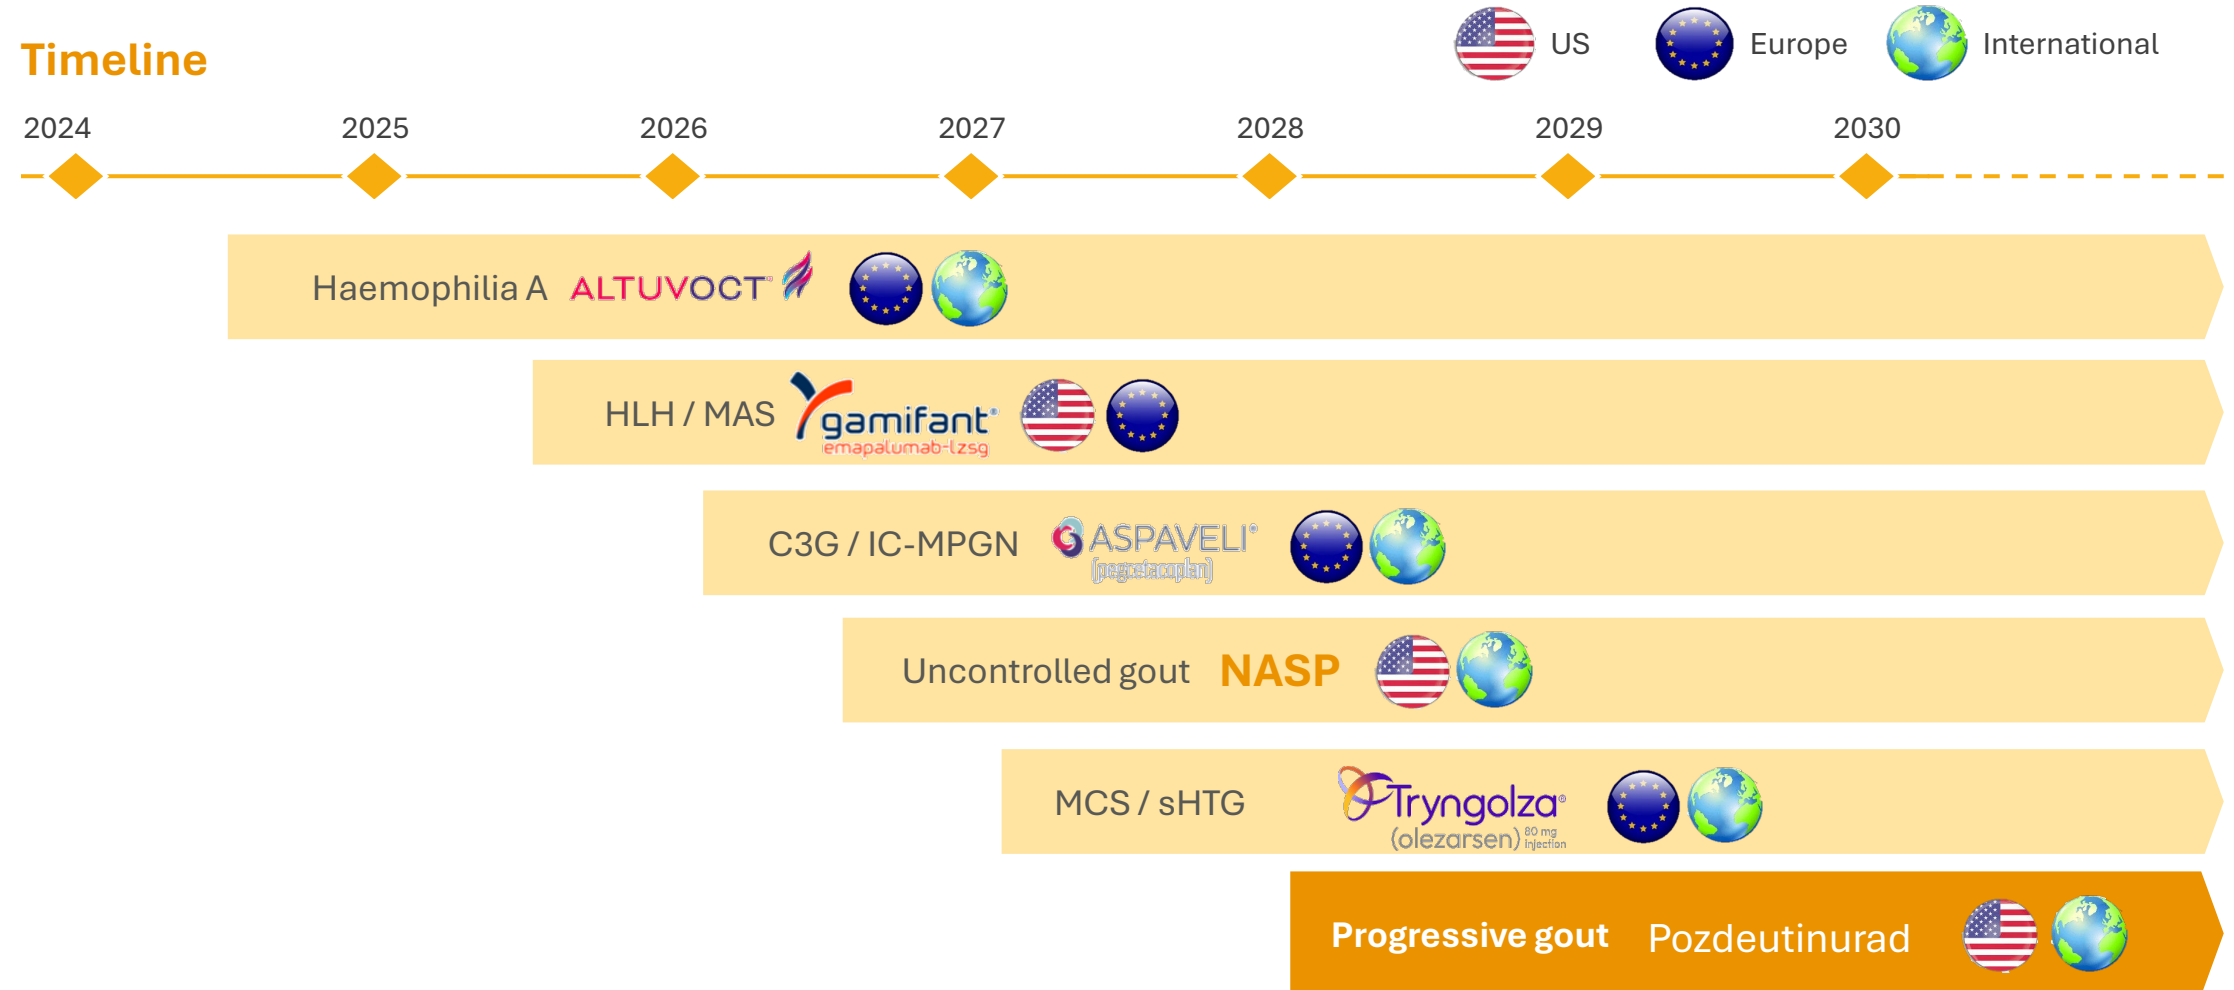 Timeline
US Europe International
2024 2025 2026 2027 2028 2029 2030
Haemophilia A ALTUVOCT™
HLH / MAS gamifant®
emapalumab-lzsg
C3G / IC-MPGN ASPAVELI®
(pegcetacoplan)
Uncontrolled gout NASP
MCS / sHTG Tryngolza®
(olezarsen) 80 mg injection
Progressive gout Pozdeutinurad